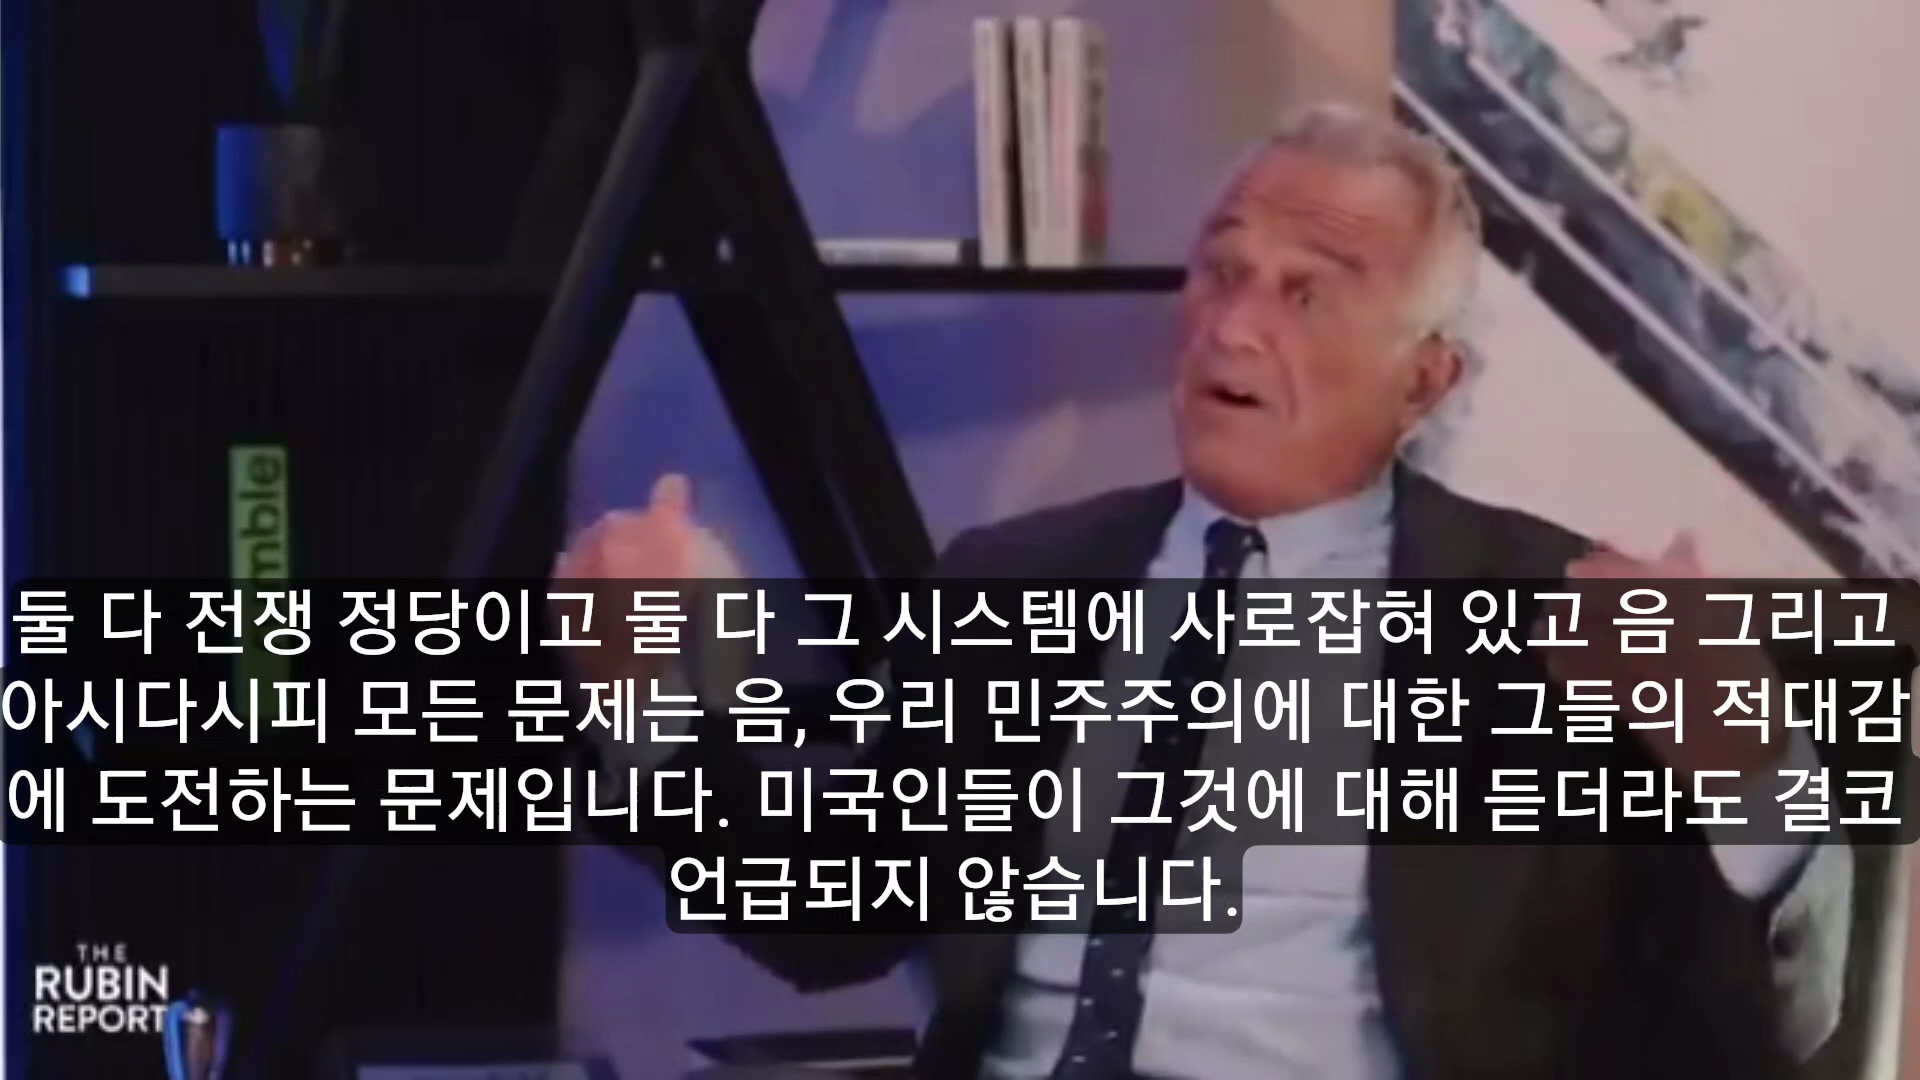 mble
둘 다 전쟁 정당이고 둘 다 그 시스템에 사로잡혀 있고 음 그리고
아시다시피 모든 문제는 음, 우리 민주주의에 대한 그들의 적대감
에 도전하는 문제입니다. 미국인들이 그것에 대해 듣더라도 결코
언급되지 않습니다.
THE
RUBIN
REPORT